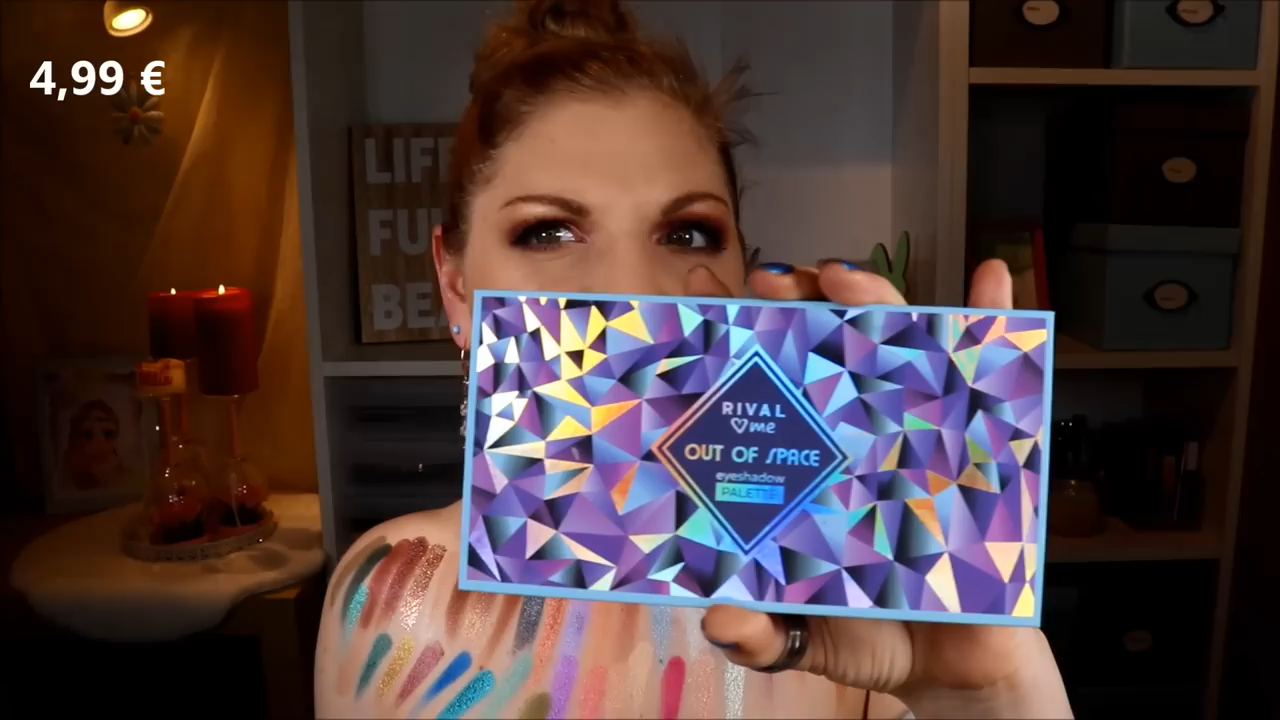 4,99 €
LIFE
FU
BEA
RIVAL
♡me
OUT OF SPACE
eyeshadow
PALETTE